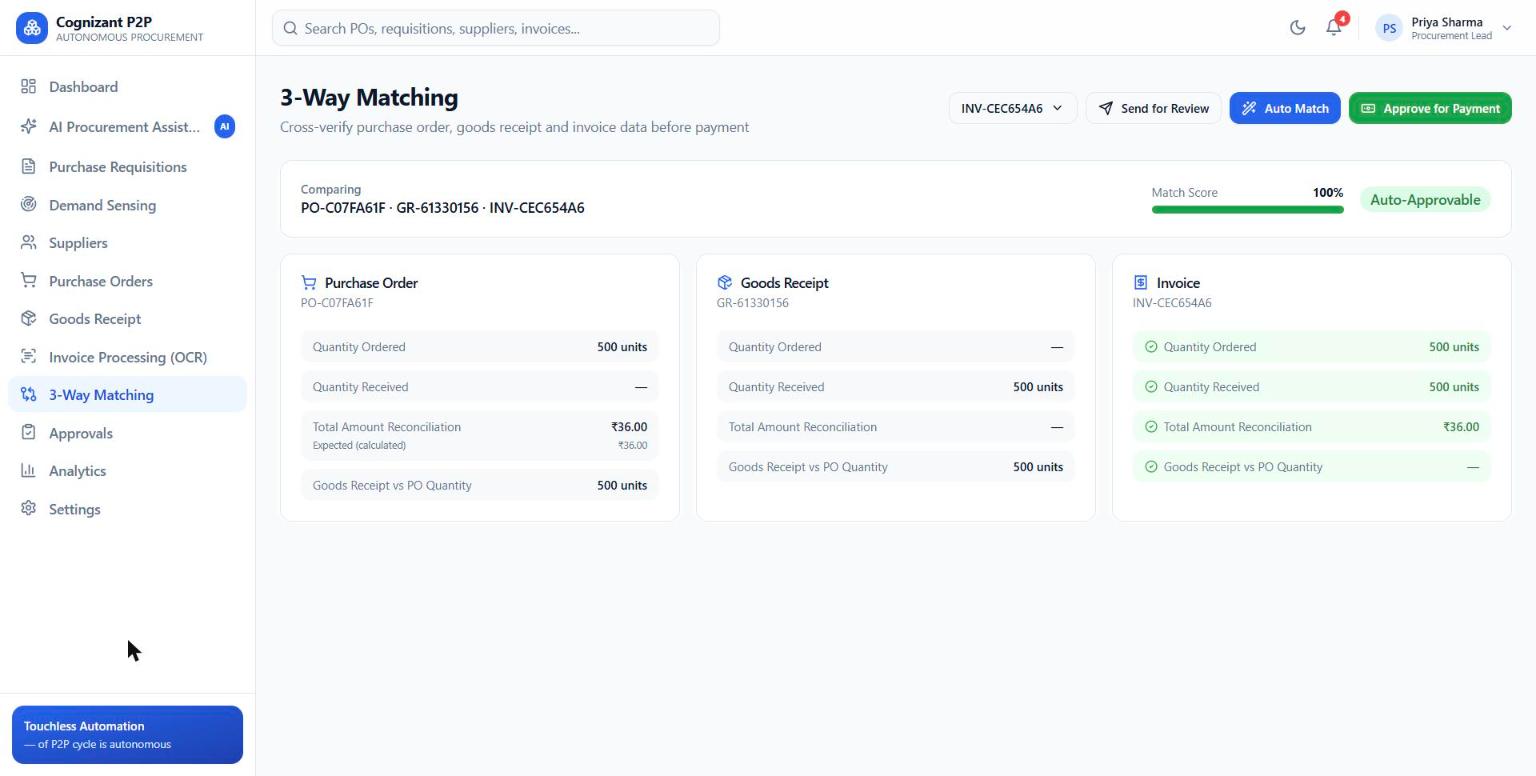 Cognizant P2P
AUTONOMOUS PROCUREMENT
Search POs, requisitions, suppliers, invoices...
4
PS
Priya Sharma
Procurement Lead
Dashboard
AI Procurement Assist...
AI
Purchase Requisitions
Demand Sensing
Suppliers
Purchase Orders
Goods Receipt
Invoice Processing (OCR)
3-Way Matching
Approvals
Analytics
Settings
Touchless Automation
— of P2P cycle is autonomous
3-Way Matching
Cross-verify purchase order, goods receipt and invoice data before payment
INV-CEC654A6
Send for Review
Auto Match
Approve for Payment
Comparing
PO-C07FA61F · GR-61330156 · INV-CEC654A6
Match Score 100%
Auto-Approvable
Purchase Order
PO-C07FA61F
Quantity Ordered 500 units
Quantity Received —
Total Amount Reconciliation ₹36.00
Expected (calculated) ₹36.00
Goods Receipt vs PO Quantity 500 units
Goods Receipt
GR-61330156
Quantity Ordered —
Quantity Received 500 units
Total Amount Reconciliation —
Goods Receipt vs PO Quantity 500 units
Invoice
INV-CEC654A6
Quantity Ordered 500 units
Quantity Received 500 units
Total Amount Reconciliation ₹36.00
Goods Receipt vs PO Quantity —